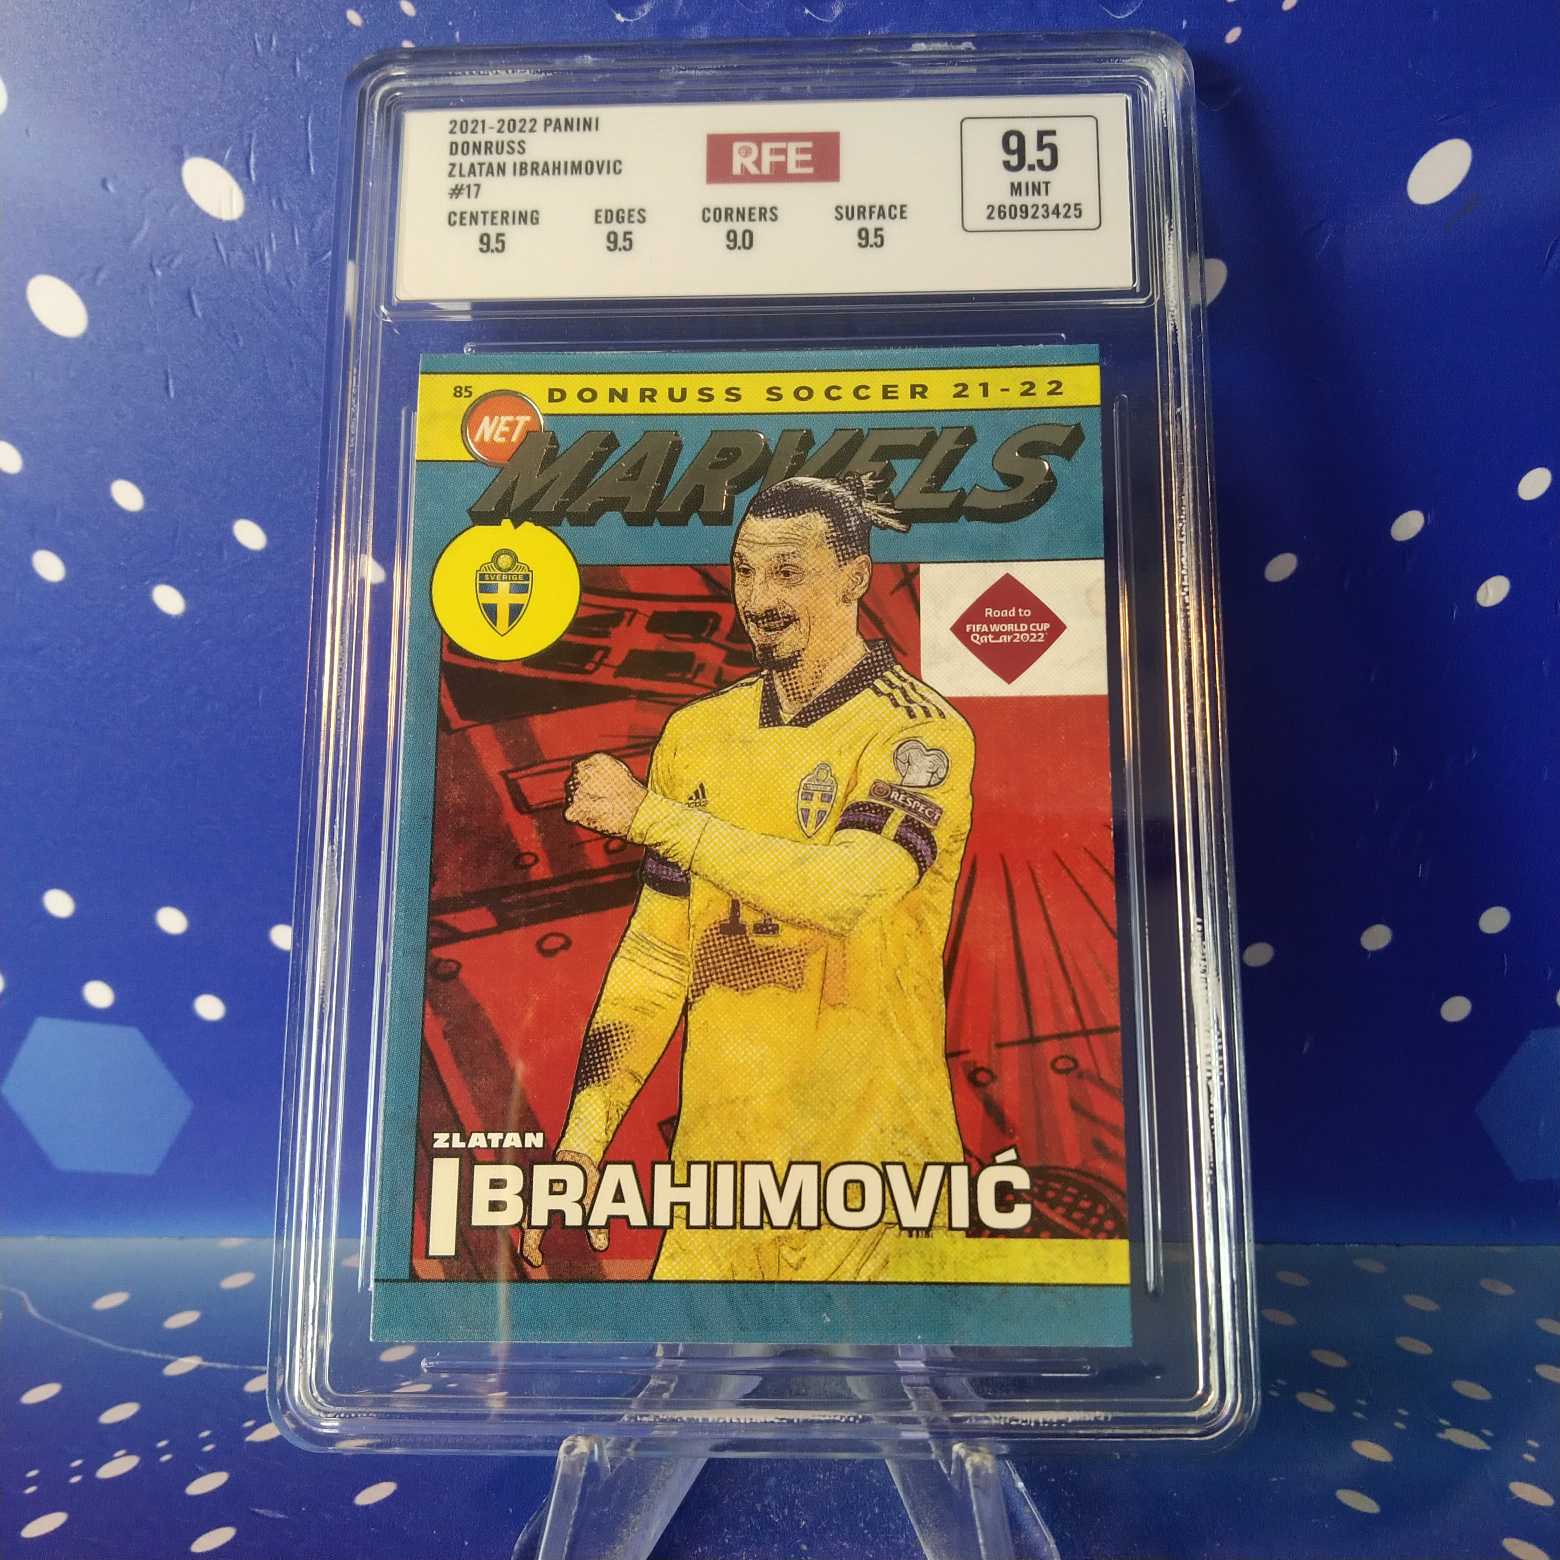 2021-2022 PANINI
DONRUSS
ZLATAN IBRAHIMOVIC
#17
RFE
9.5
MINT
260923425
CENTERING EDGES CORNERS SURFACE
9.5 9.5 9.0 9.5
85 DONRUSS SOCCER 21-22
NET
MARVELS
SVERIGE
Road to
FIFA WORLD CUP
Qatar2022
RESPECT
ZLATAN
IBRAHIMOVIĆ